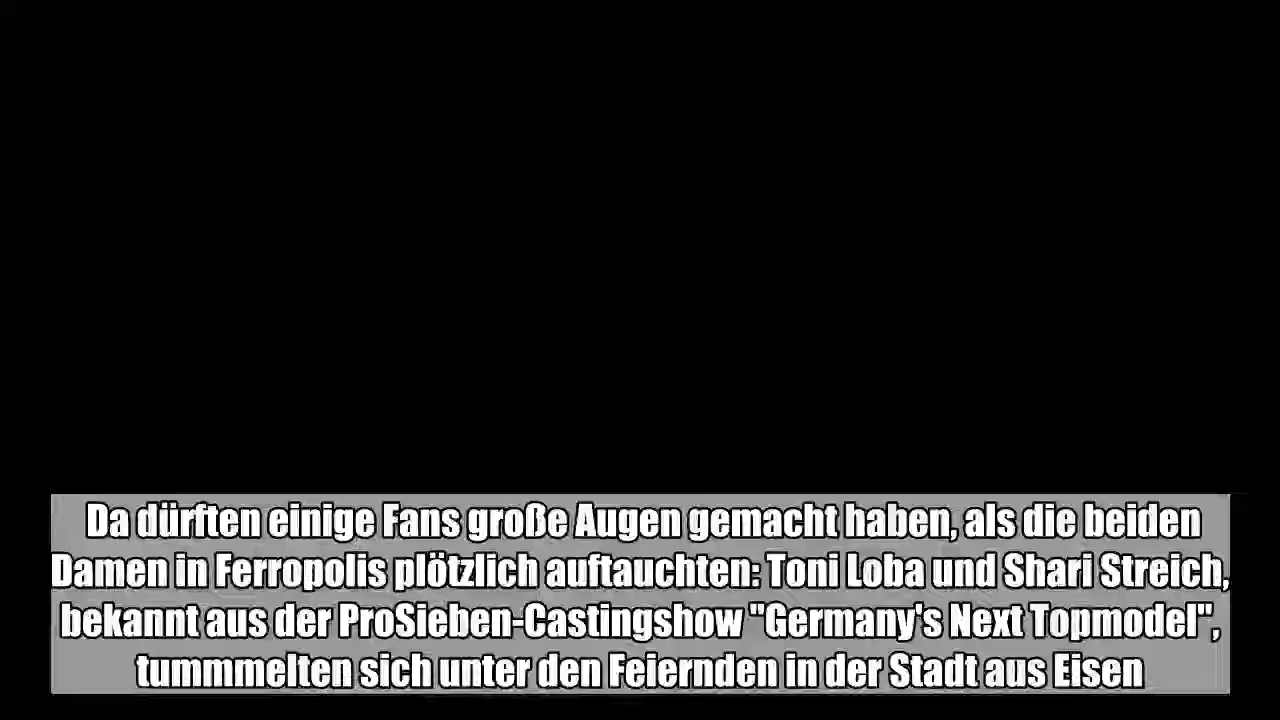 Da dürften einige Fans große Augen gemacht haben, als die beiden
Damen in Ferropolis plötzlich auftauchten: Toni Loba und Shari Streich,
bekannt aus der ProSieben-Castingshow "Germany's Next Topmodel",
tummmelten sich unter den Feiernden in der Stadt aus Eisen